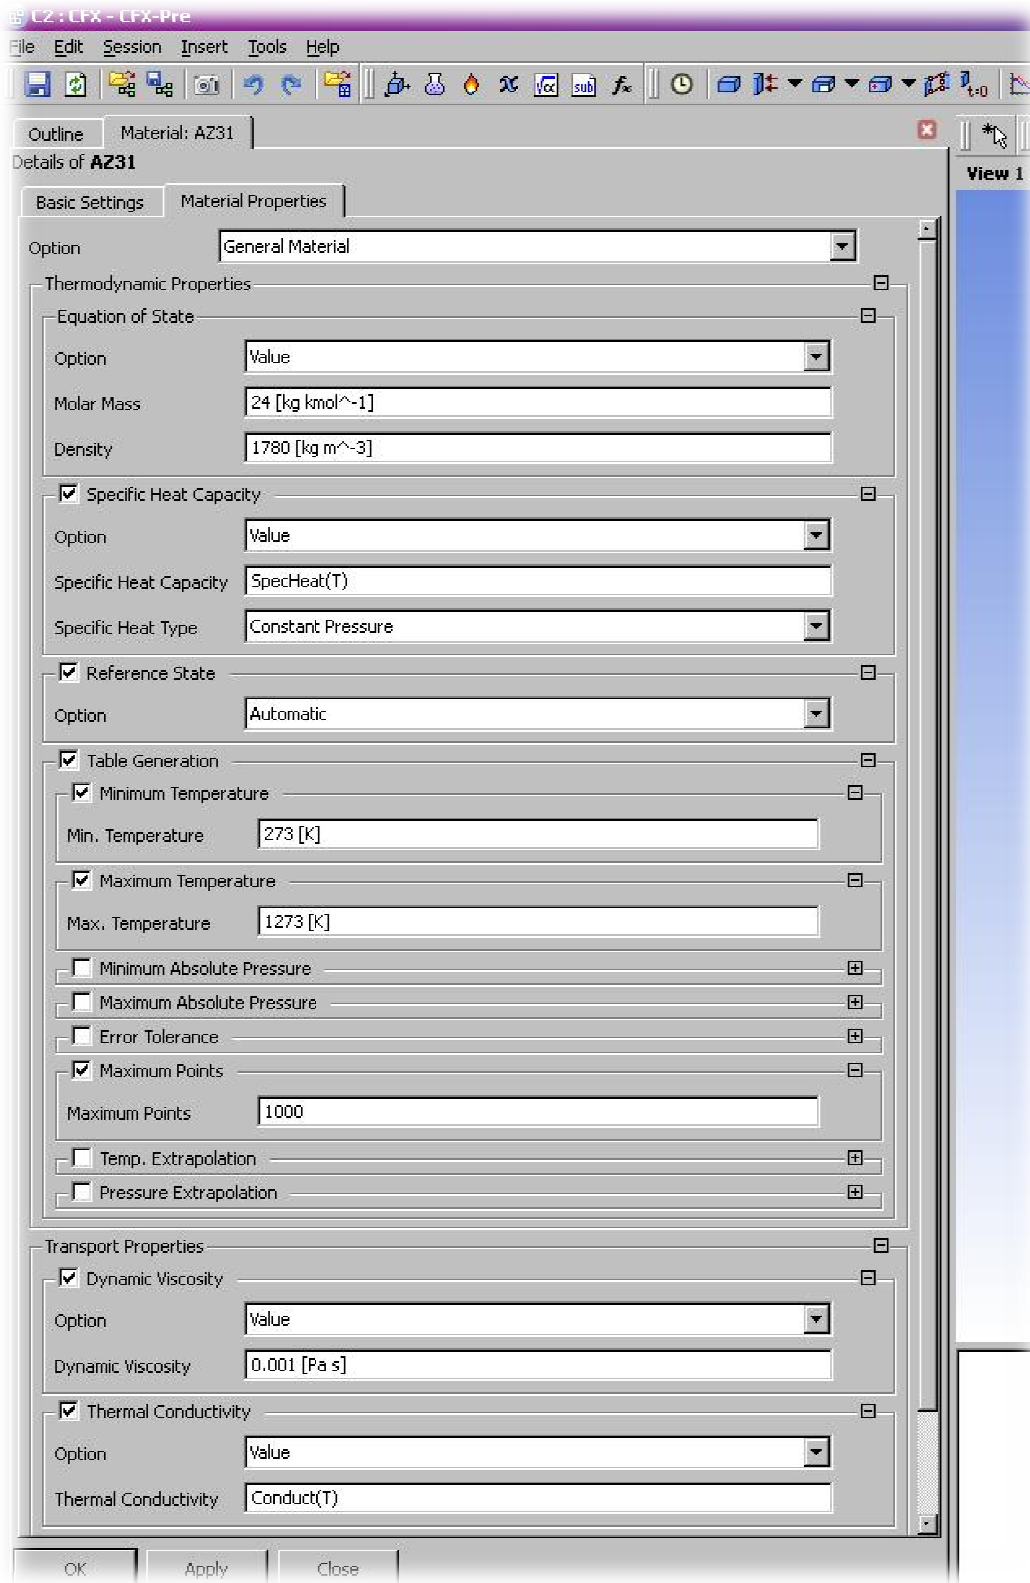 C2 : CFX - CFX-Pre
File Edit Session Insert Tools Help
√α sub fx t=0
Outline Material: AZ31
Details of AZ31
View 1
Basic Settings Material Properties
Option General Material
Thermodynamic Properties
Equation of State
Option Value
Molar Mass 24 [kg kmol^-1]
Density 1780 [kg m^-3]
Specific Heat Capacity
Option Value
Specific Heat Capacity SpecHeat(T)
Specific Heat Type Constant Pressure
Reference State
Option Automatic
Table Generation
Minimum Temperature
Min. Temperature 273 [K]
Maximum Temperature
Max. Temperature 1273 [K]
Minimum Absolute Pressure
Maximum Absolute Pressure
Error Tolerance
Maximum Points
Maximum Points 1000
Temp. Extrapolation
Pressure Extrapolation
Transport Properties
Dynamic Viscosity
Option Value
Dynamic Viscosity 0.001 [Pa s]
Thermal Conductivity
Option Value
Thermal Conductivity Conduct(T)
OK Apply Close